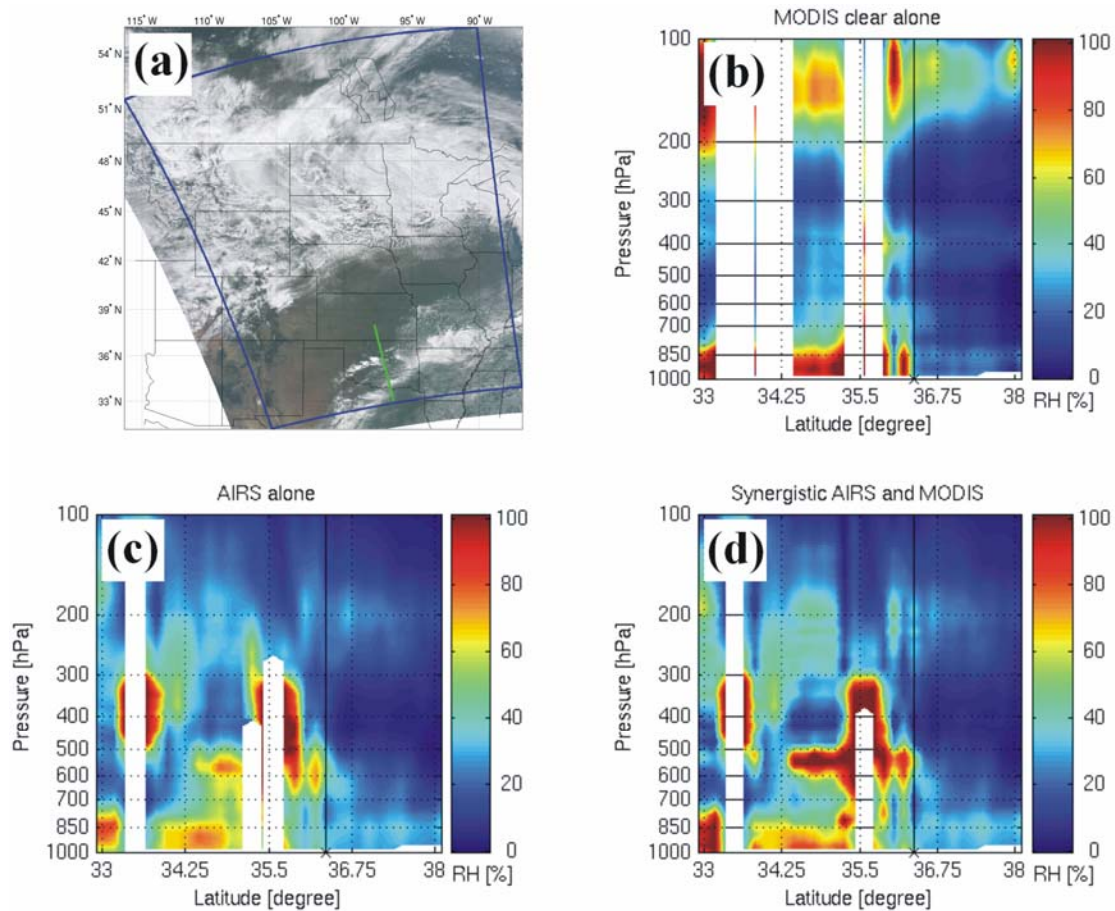 115° W 110° W 105° W 100° W 95° W 90° W
54° N
51° N
48° N
45° N
42° N
39° N
36° N
33° N
(a)
MODIS clear alone
(b)
Pressure [hPa]
100
200
300
400
500
600
700
850
1000
33 34.25 35.5 36.75 38
Latitude [degree]
100
80
60
40
20
0
RH [%]
AIRS alone
(c)
Pressure [hPa]
100
200
300
400
500
600
700
850
1000
33 34.25 35.5 36.75 38
Latitude [degree]
100
80
60
40
20
0
RH [%]
Synergistic AIRS and MODIS
(d)
Pressure [hPa]
100
200
300
400
500
600
700
850
1000
33 34.25 35.5 36.75 38
Latitude [degree]
100
80
60
40
20
0
RH [%]